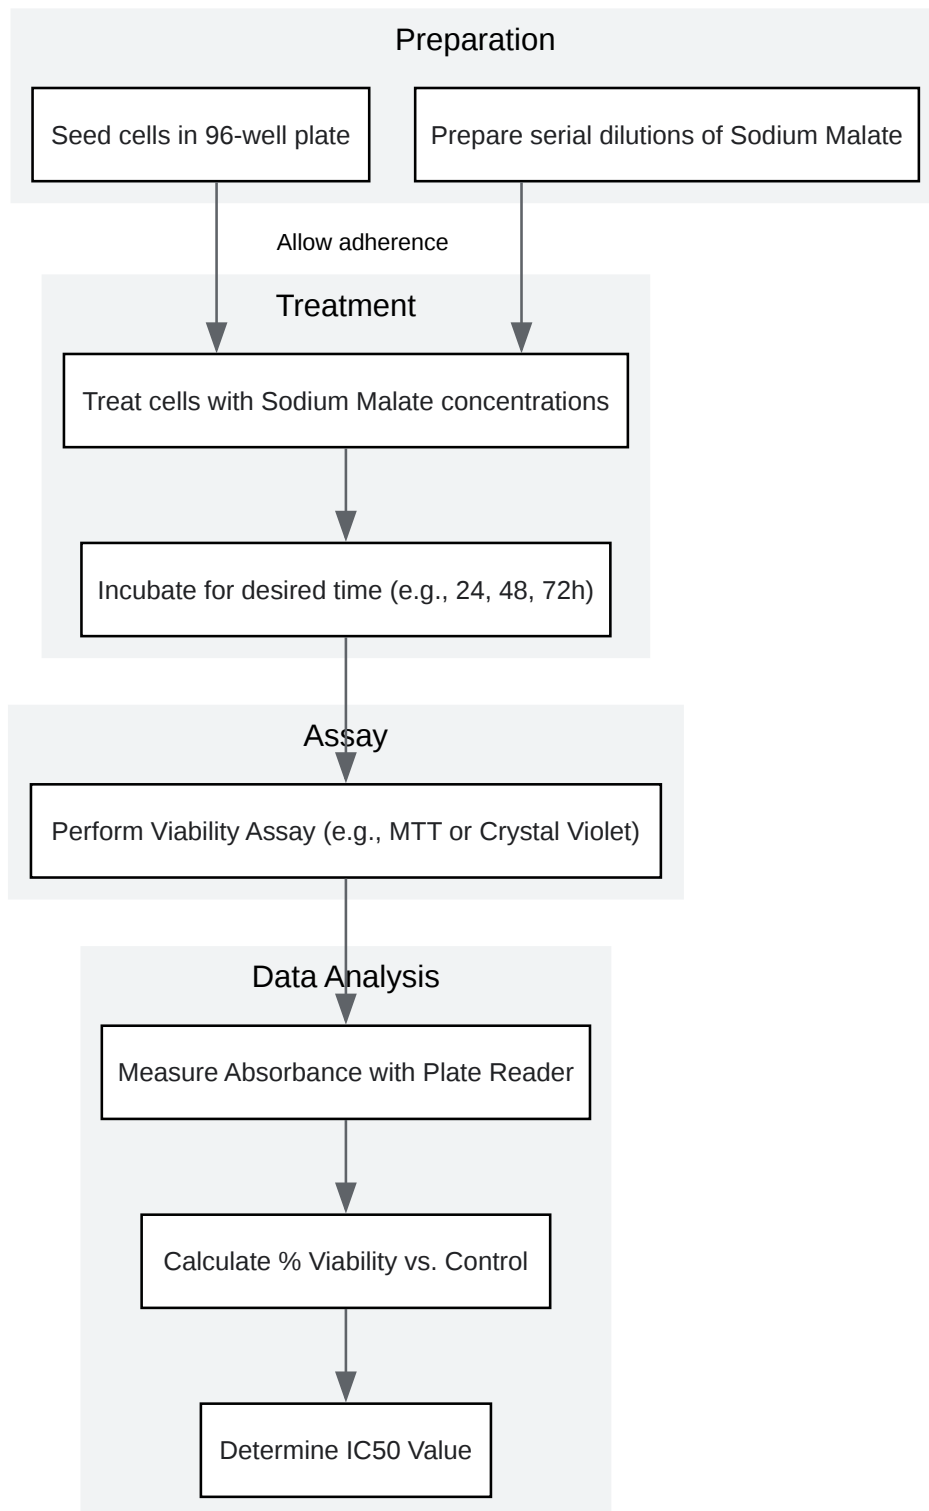 Preparation
Seed cells in 96-well plate
Prepare serial dilutions of Sodium Malate
Allow adherence
Treatment
Treat cells with Sodium Malate concentrations
Incubate for desired time (e.g., 24, 48, 72h)
Assay
Perform Viability Assay (e.g., MTT or Crystal Violet)
Data Analysis
Measure Absorbance with Plate Reader
Calculate % Viability vs. Control
Determine IC50 Value